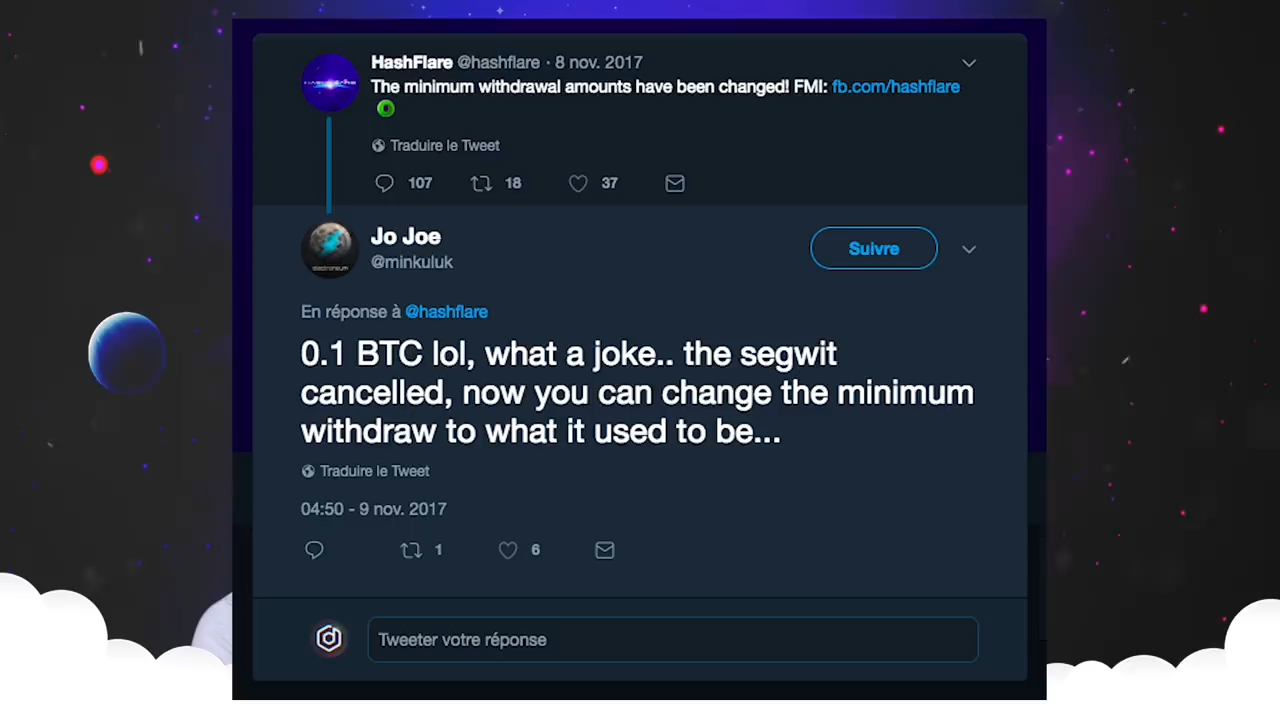 HashFlare @hashflare · 8 nov. 2017
The minimum withdrawal amounts have been changed! FMI: fb.com/hashflare
Traduire le Tweet
107 18 37
Jo Joe
@minkuluk
Suivre
En réponse à @hashflare
0.1 BTC lol, what a joke.. the segwit
cancelled, now you can change the minimum
withdraw to what it used to be...
Traduire le Tweet
04:50 - 9 nov. 2017
1 6
Tweeter votre réponse